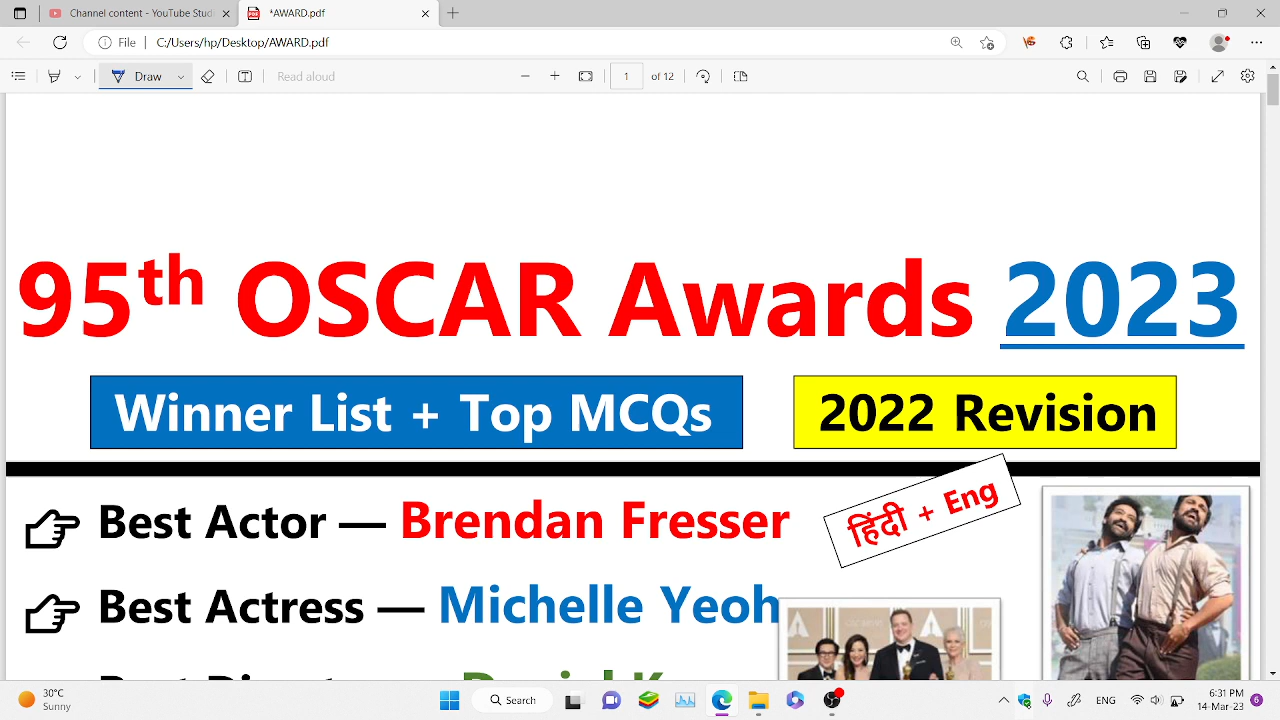 Channel content - YouTube Studi
*AWARD.pdf
File
C:/Users/hp/Desktop/AWARD.pdf
Draw
Read aloud
1
of 12
95th OSCAR Awards 2023
Winner List + Top MCQs
2022 Revision
हिंदी + Eng
Best Actor — Brendan Fresser
Best Actress — Michelle Yeoh
30°C
Sunny
Search
ENG
6:31 PM
14-Mar-23
6